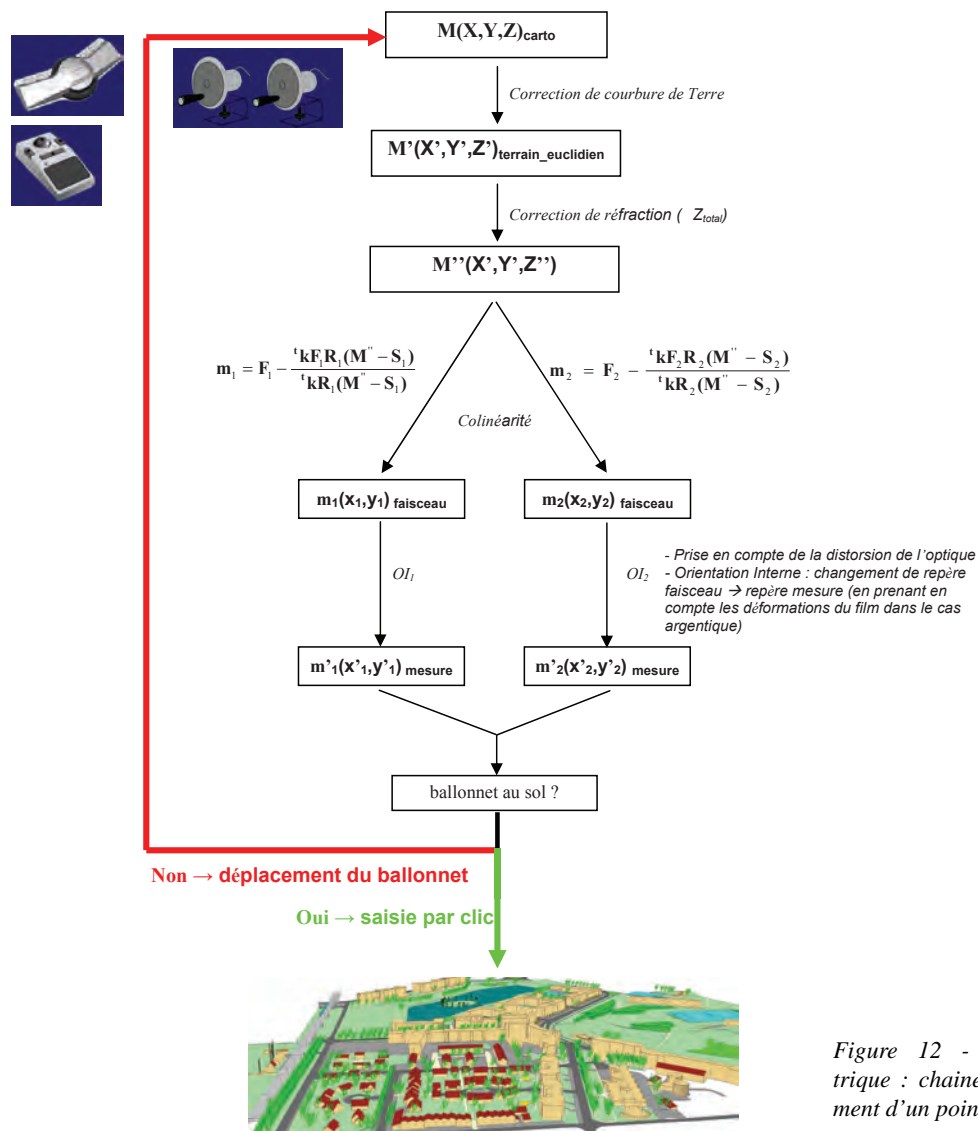 M(X,Y,Z)carto
Correction de courbure de Terre
M'(X',Y',Z')terrain_euclidien
Correction de réfraction ( Ztotal)
M''(X',Y',Z'')
m₁ = F₁ − ᵗkF₁R₁(M'' − S₁) / ᵗkR₁(M'' − S₁)
m₂ = F₂ − ᵗkF₂R₂(M'' − S₂) / ᵗkR₂(M'' − S₂)
Colinéarité
m₁(x₁,y₁) faisceau
m₂(x₂,y₂) faisceau
OI₁
OI₂
- Prise en compte de la distorsion de l'optique
- Orientation Interne : changement de repère
faisceau → repère mesure (en prenant en
compte les déformations du film dans le cas
argentique)
m'₁(x'₁,y'₁) mesure
m'₂(x'₂,y'₂) mesure
ballonnet au sol ?
Non → déplacement du ballonnet
Oui → saisie par clic
Figure 12 -
trique : chaine
ment d'un poin